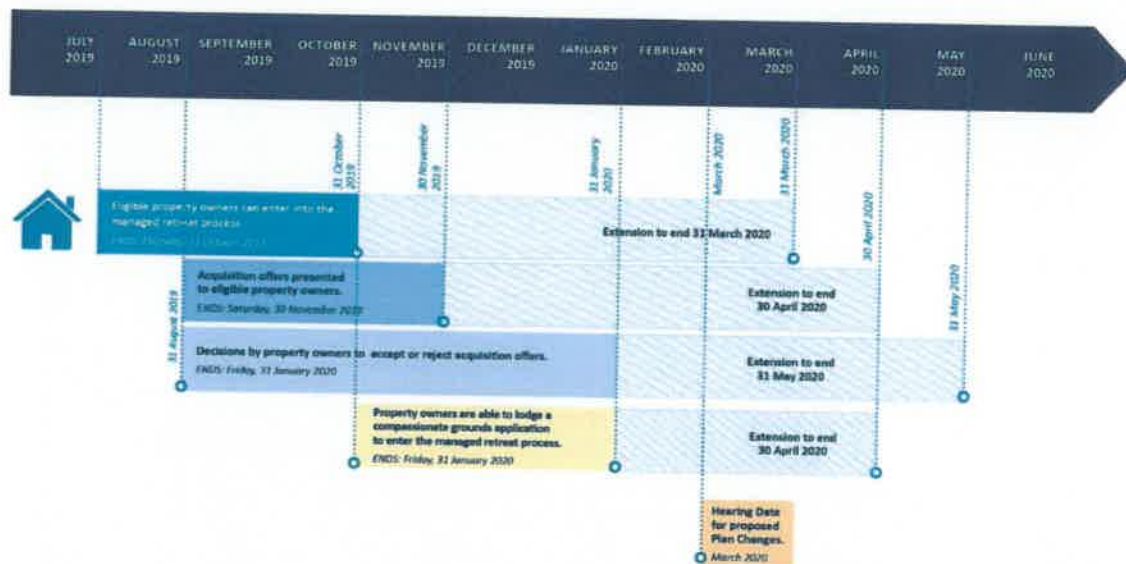 JULY 2019
AUGUST 2019
SEPTEMBER 2019
OCTOBER 2019
NOVEMBER 2019
DECEMBER 2019
JANUARY 2020
FEBRUARY 2020
MARCH 2020
APRIL 2020
MAY 2020
JUNE 2020
31 October 2019
30 November 2019
31 January 2020
March 2020
31 March 2020
30 April 2020
31 May 2020
31 August 2019
Eligible property owners can enter into the
managed retreat process
Extension to end 31 March 2020
Acquisition offers presented
to eligible property owners.
ENDS: Saturday, 30 November 2019
Extension to end
30 April 2020
Decisions by property owners to accept or reject acquisition offers.
ENDS: Friday, 31 January 2020
Extension to end
31 May 2020
Property owners are able to lodge a
compassionate grounds application
to enter the managed retreat process.
ENDS: Friday, 31 January 2020
Extension to end
30 April 2020
Hearing Date
for proposed
Plan Changes.
March 2020